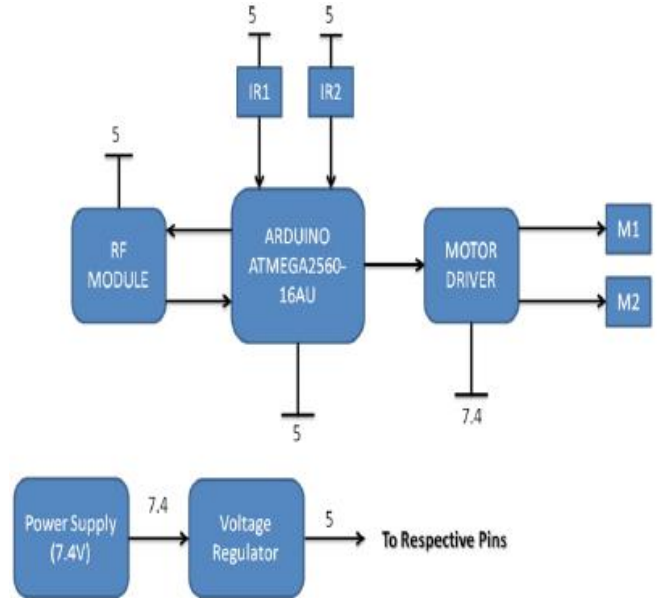 5
5
IR1
IR2
5
RF
MODULE
ARDUINO
ATMEGA2560-
16AU
MOTOR
DRIVER
M1
M2
5
7.4
Power Supply
(7.4V)
7.4
Voltage
Regulator
5
To Respective Pins